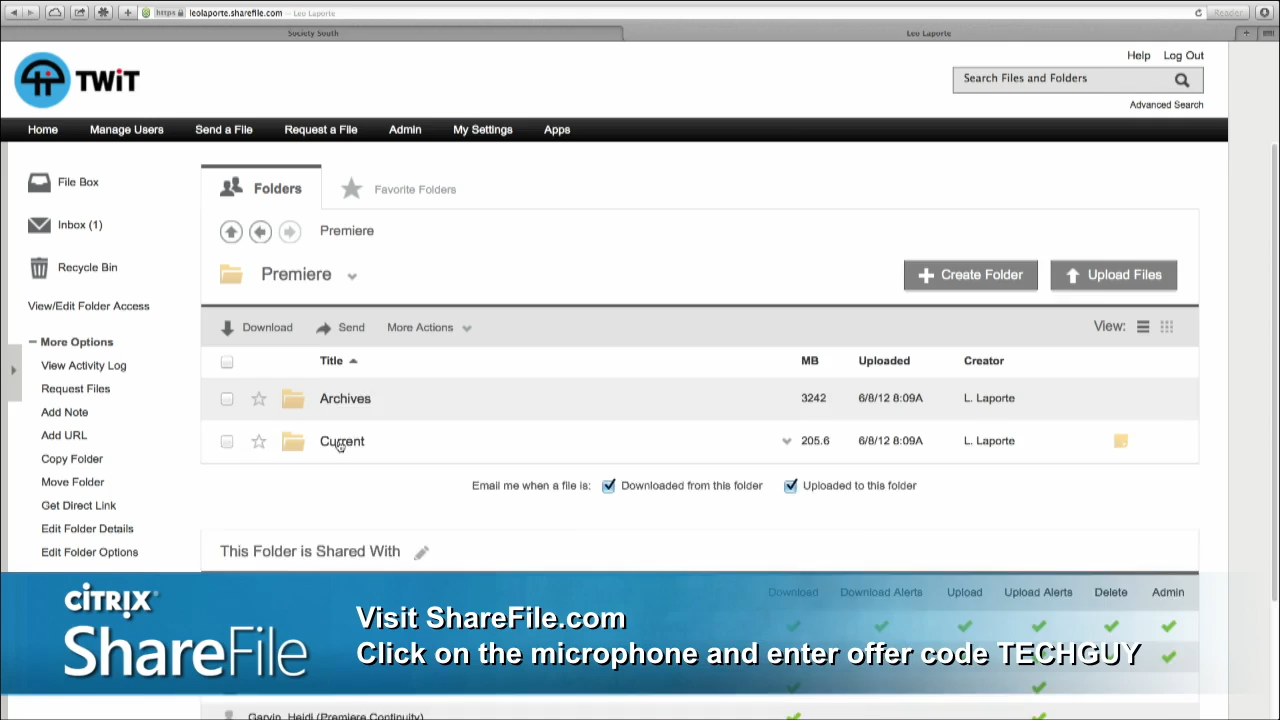 https leolaporte.sharefile.com — Leo Laporte
Reader
Society South
Leo Laporte
TWiT
Help Log Out
Search Files and Folders
Advanced Search
Home Manage Users Send a File Request a File Admin My Settings Apps
File Box
Inbox (1)
Recycle Bin
View/Edit Folder Access
More Options
View Activity Log
Request Files
Add Note
Add URL
Copy Folder
Move Folder
Get Direct Link
Edit Folder Details
Edit Folder Options
Folders Favorite Folders
Premiere
Premiere
Create Folder Upload Files
Download Send More Actions View:
Title MB Uploaded Creator
Archives 3242 6/8/12 8:09A L. Laporte
Current 205.6 6/8/12 8:09A L. Laporte
Email me when a file is: Downloaded from this folder Uploaded to this folder
This Folder is Shared With
Download Download Alerts Upload Upload Alerts Delete Admin
CITRIX
ShareFile
Visit ShareFile.com
Click on the microphone and enter offer code TECHGUY
Garvin, Heidi (Premiere Continuity)